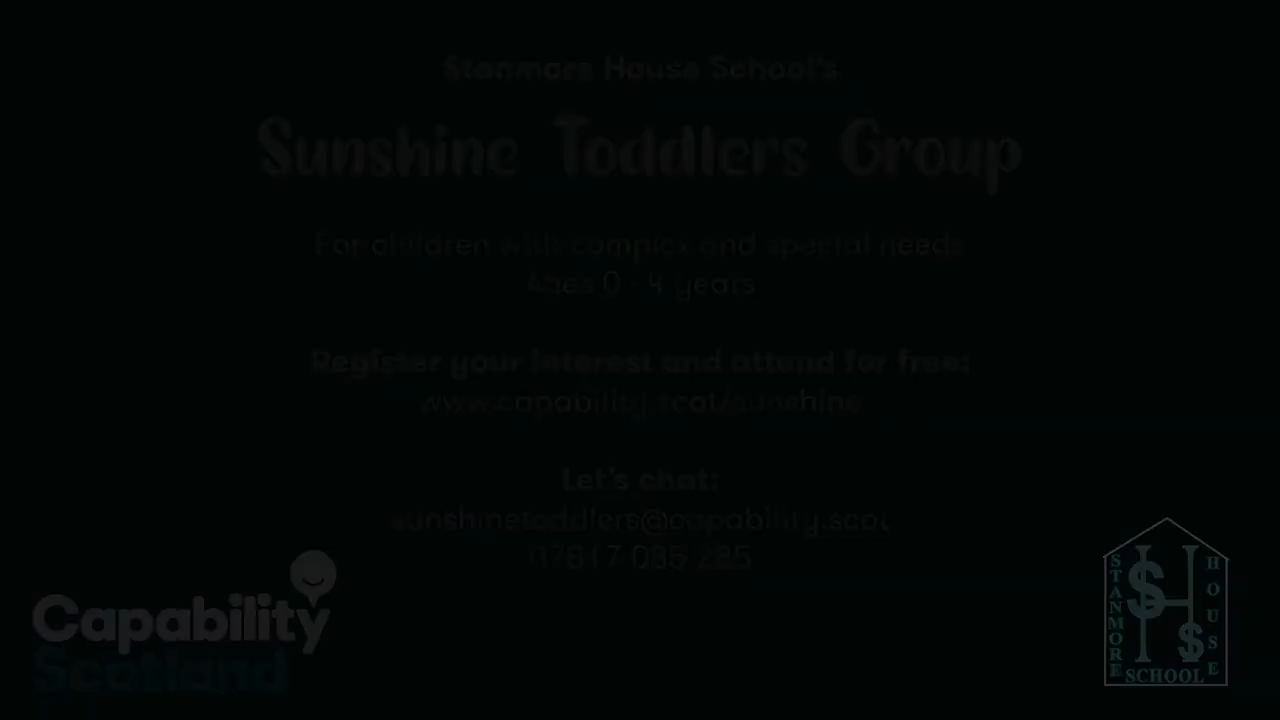 Stanmore House School's
Sunshine Toddlers Group
For children with complex and special needs
Ages 0 - 4 years
Register your interest and attend for free:
www.capability.scot/sunshine
Let's chat:
sunshinetoddlers@capability.scot
07817 085 285
Capability
Scotland
STANMORE
HOUSE
SCHOOL